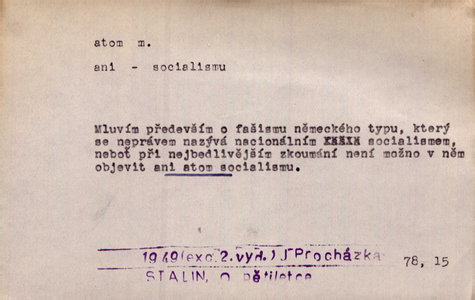 atom m.
ani - socialismu
Mluvím především o fašismu německého typu, který
se neprávem nazývá nacionálním socialismem,
neboť při nejbedlivějším zkoumání není možno v něm
objevit ani atom socialismu.
1949(exc.2.vyd.) J Procházka 78, 15
STALIN, O pětiletce